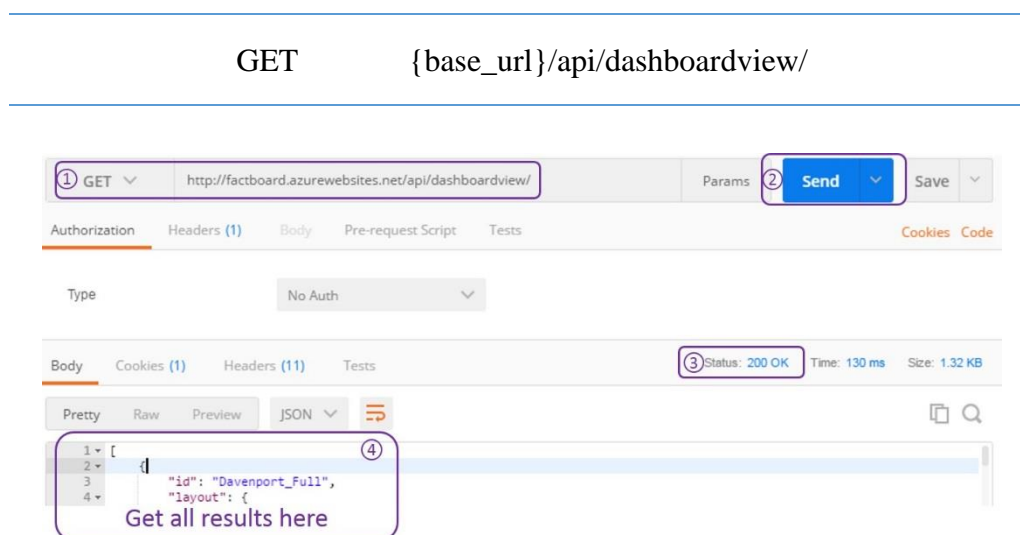 GET {base_url}/api/dashboardview/
① GET http://factboard.azurewebsites.net/api/dashboardview/ Params ② Send Save
Authorization Headers (1) Body Pre-request Script Tests Cookies Code
Type No Auth
Body Cookies (1) Headers (11) Tests ③ Status: 200 OK Time: 130 ms Size: 1.32 KB
Pretty Raw Preview JSON
1 [ ④
2 {
3 "id": "Davenport_Full",
4 "layout": {
Get all results here